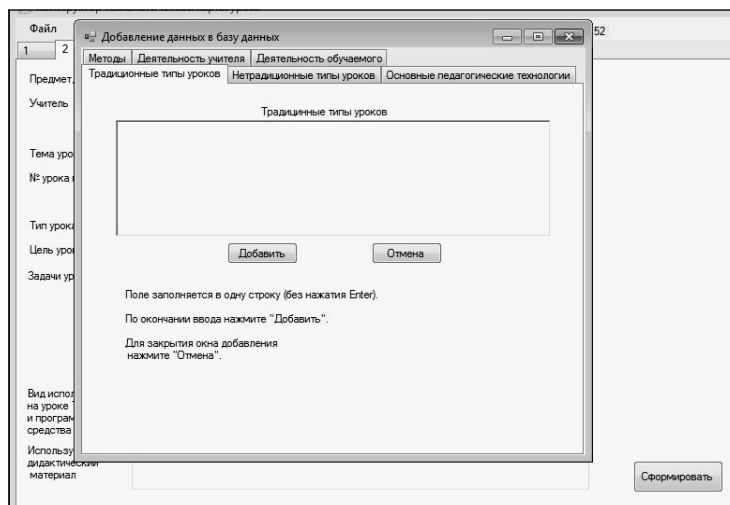 Файл
52
1 2
Предмет,
Учитель
Тема уро
№ урока
Тип урока
Цель урo
Задачи ур
Вид испол
на уроке
и програм
средства
Использу
дидактический
материал
Сформировать
Добавление данных в базу данных
Методы Деятельность учителя Деятельность обучаемого
Традиционные типы уроков Нетрадиционные типы уроков Основные педагогические технологии
Традицинные типы уроков
Добавить Отмена
Поле заполняется в одну строку (без нажатия Enter).
По окончании ввода нажмите "Добавить".
Для закрытия окна добавления
нажмите "Отмена".